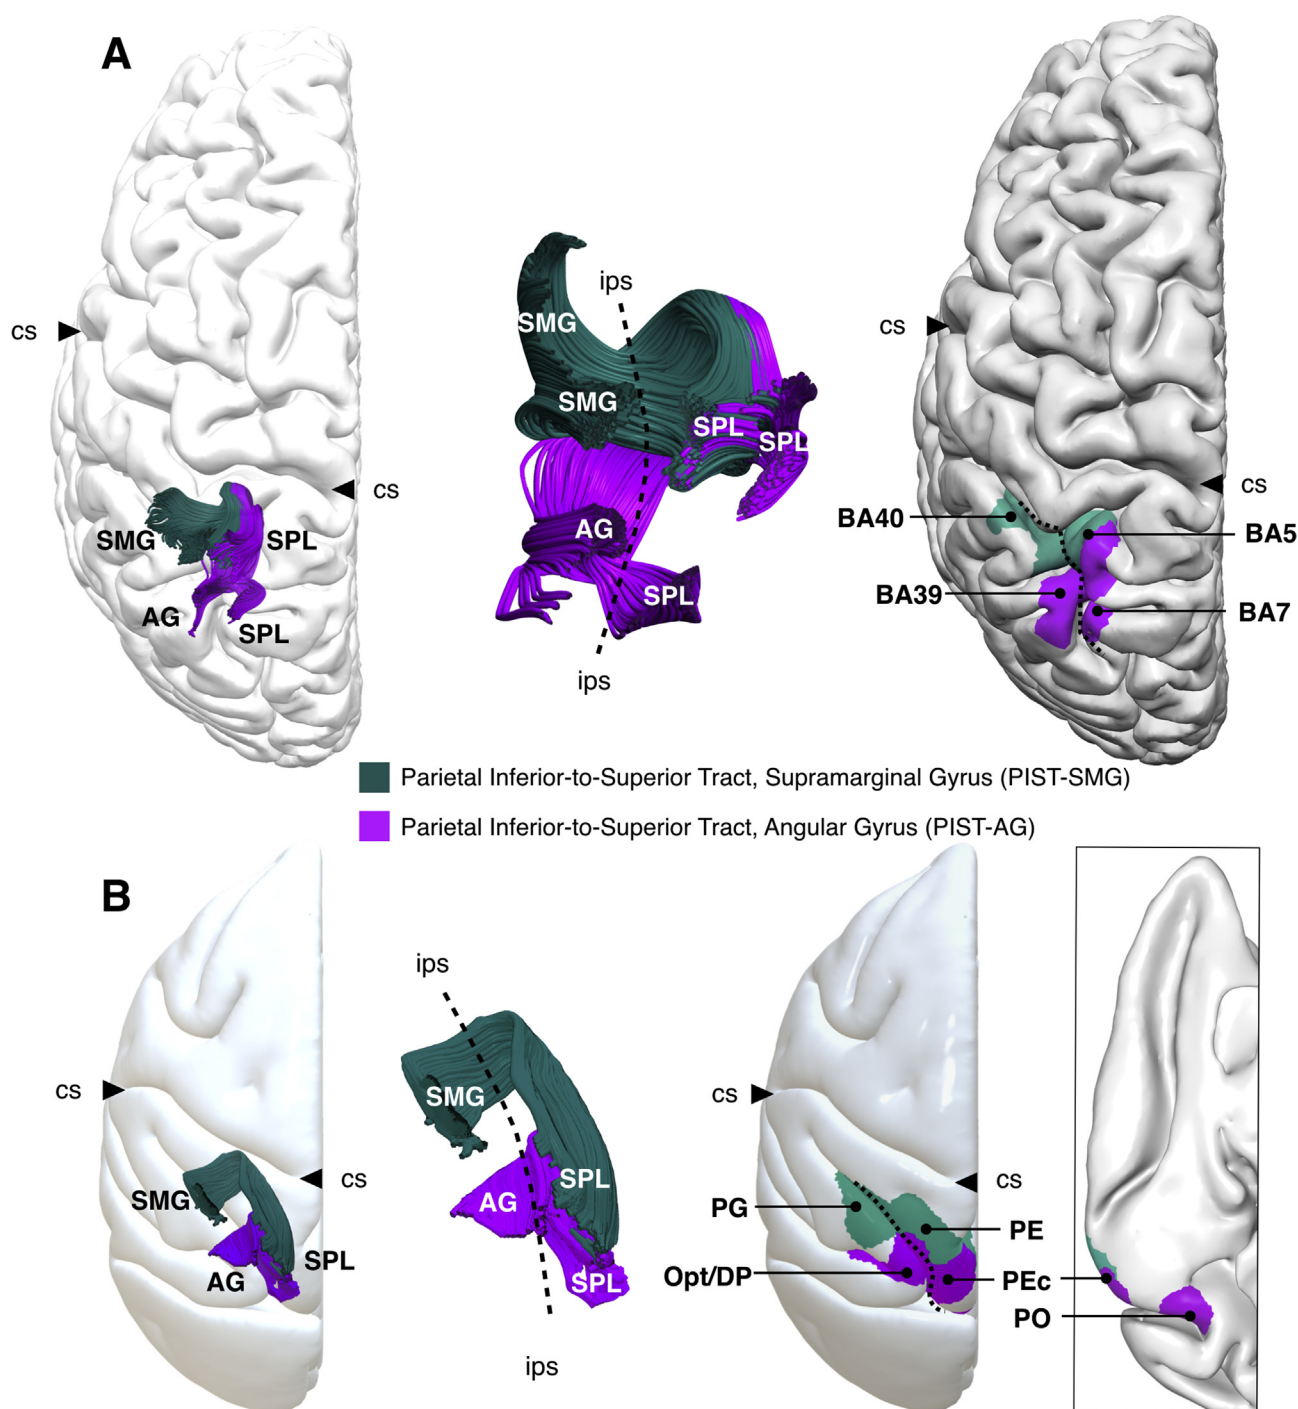 A
cs
cs
SMG
SPL
AG
SPL
ips
SMG
SMG
SPL
SPL
AG
SPL
ips
cs
cs
BA40
BA5
BA39
BA7
Parietal Inferior-to-Superior Tract, Supramarginal Gyrus (PIST-SMG)
Parietal Inferior-to-Superior Tract, Angular Gyrus (PIST-AG)
B
cs
cs
SMG
SPL
AG
ips
SMG
SPL
AG
SPL
ips
cs
cs
PG
PE
Opt/DP
PEc
PO